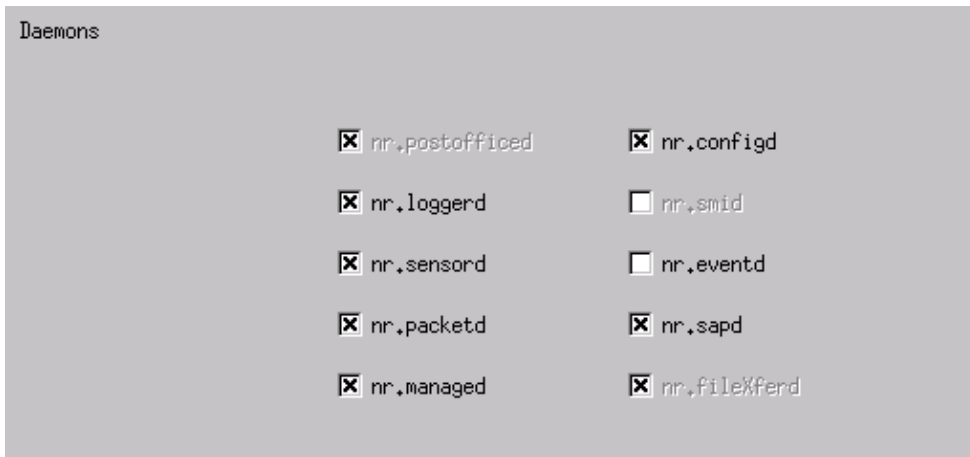 Daemons
nr.postofficed nr.configd
nr.loggerd nr.smid
nr.sensord nr.eventd
nr.packetd nr.sapd
nr.managed nr.fileXferd